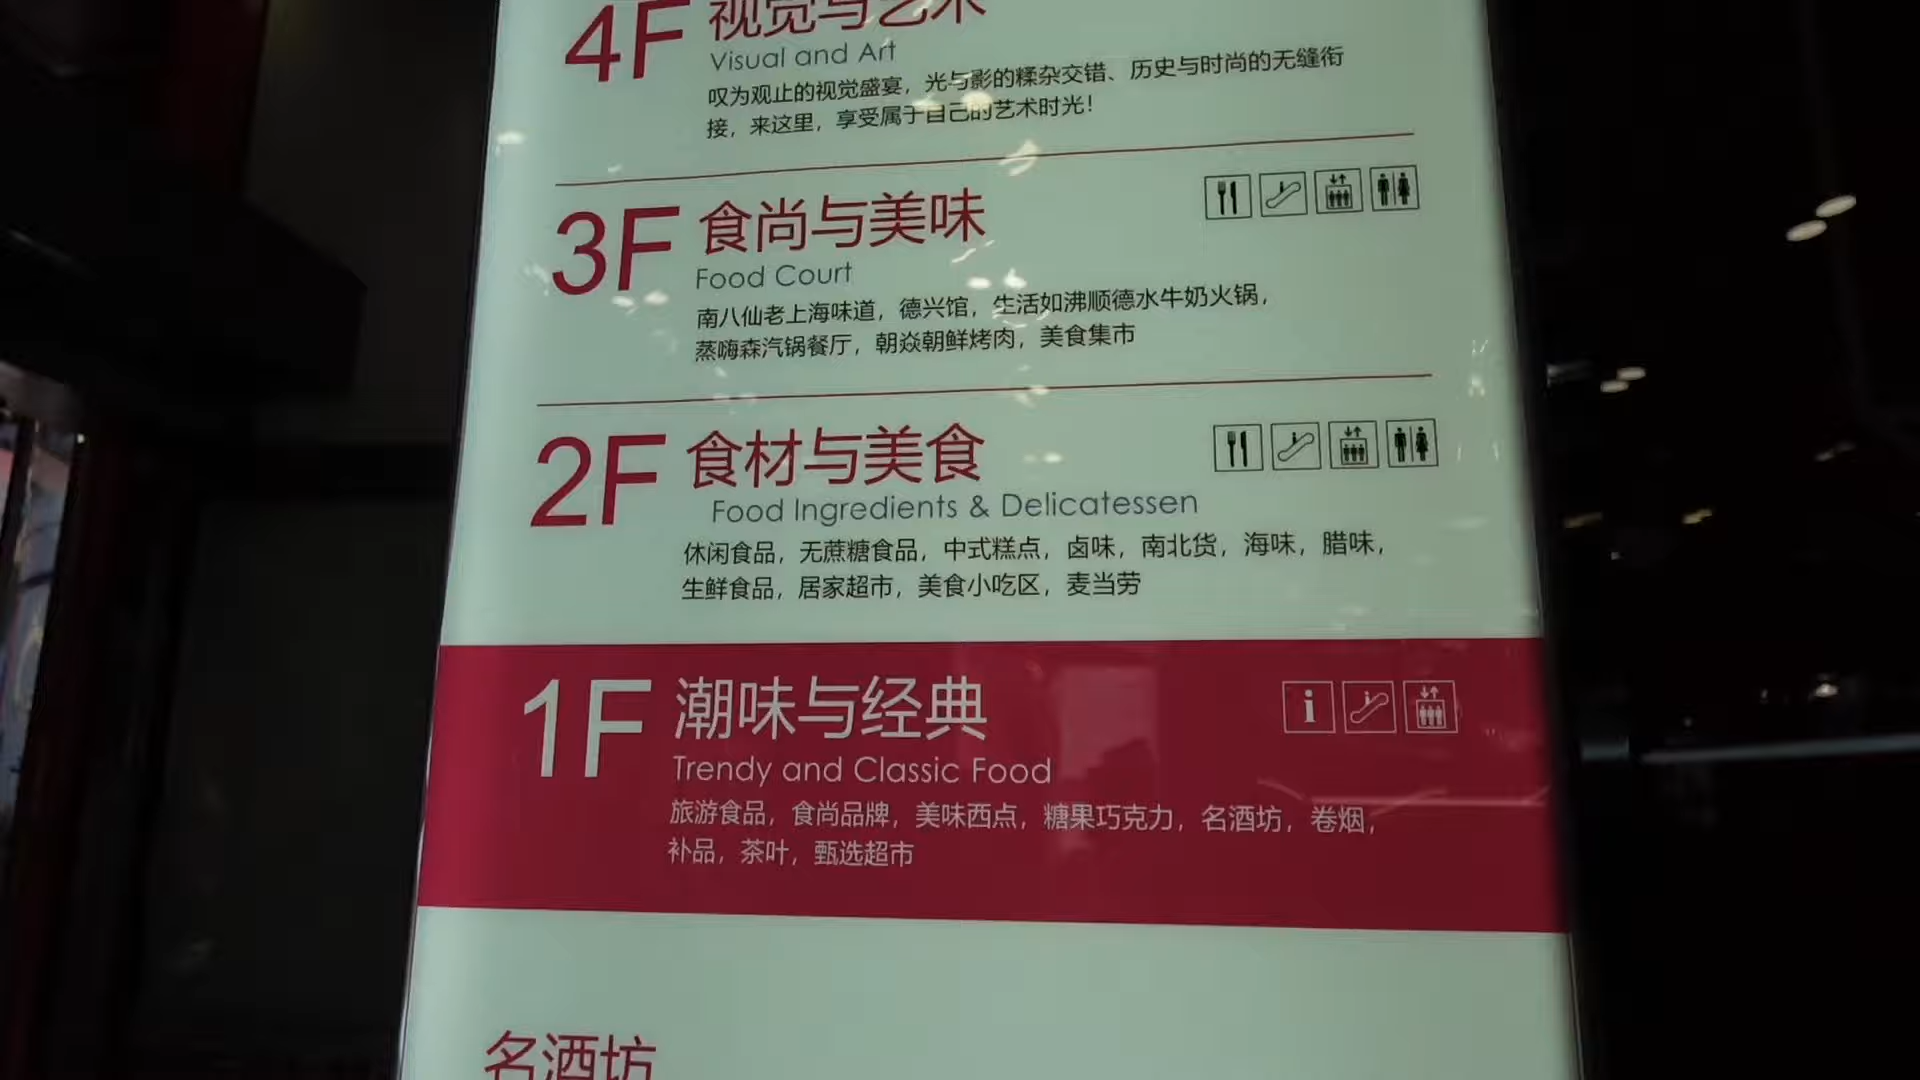 4F 视觉与艺术
Visual and Art
叹为观止的视觉盛宴，光与影的糅杂交错、历史与时尚的无缝衔
接，来这里，享受属于自己的艺术时光！
3F 食尚与美味
Food Court
南八仙老上海味道，德兴馆，生活如沸顺德水牛奶火锅，
蒸嗨森汽锅餐厅，朝焱朝鲜烤肉，美食集市
2F 食材与美食
Food Ingredients & Delicatessen
休闲食品，无蔗糖食品，中式糕点，卤味，南北货，海味，腊味，
生鲜食品，居家超市，美食小吃区，麦当劳
1F 潮味与经典
i
Trendy and Classic Food
旅游食品，食尚品牌，美味西点，糖果巧克力，名酒坊，卷烟，
补品，茶叶，甄选超市
名酒坊